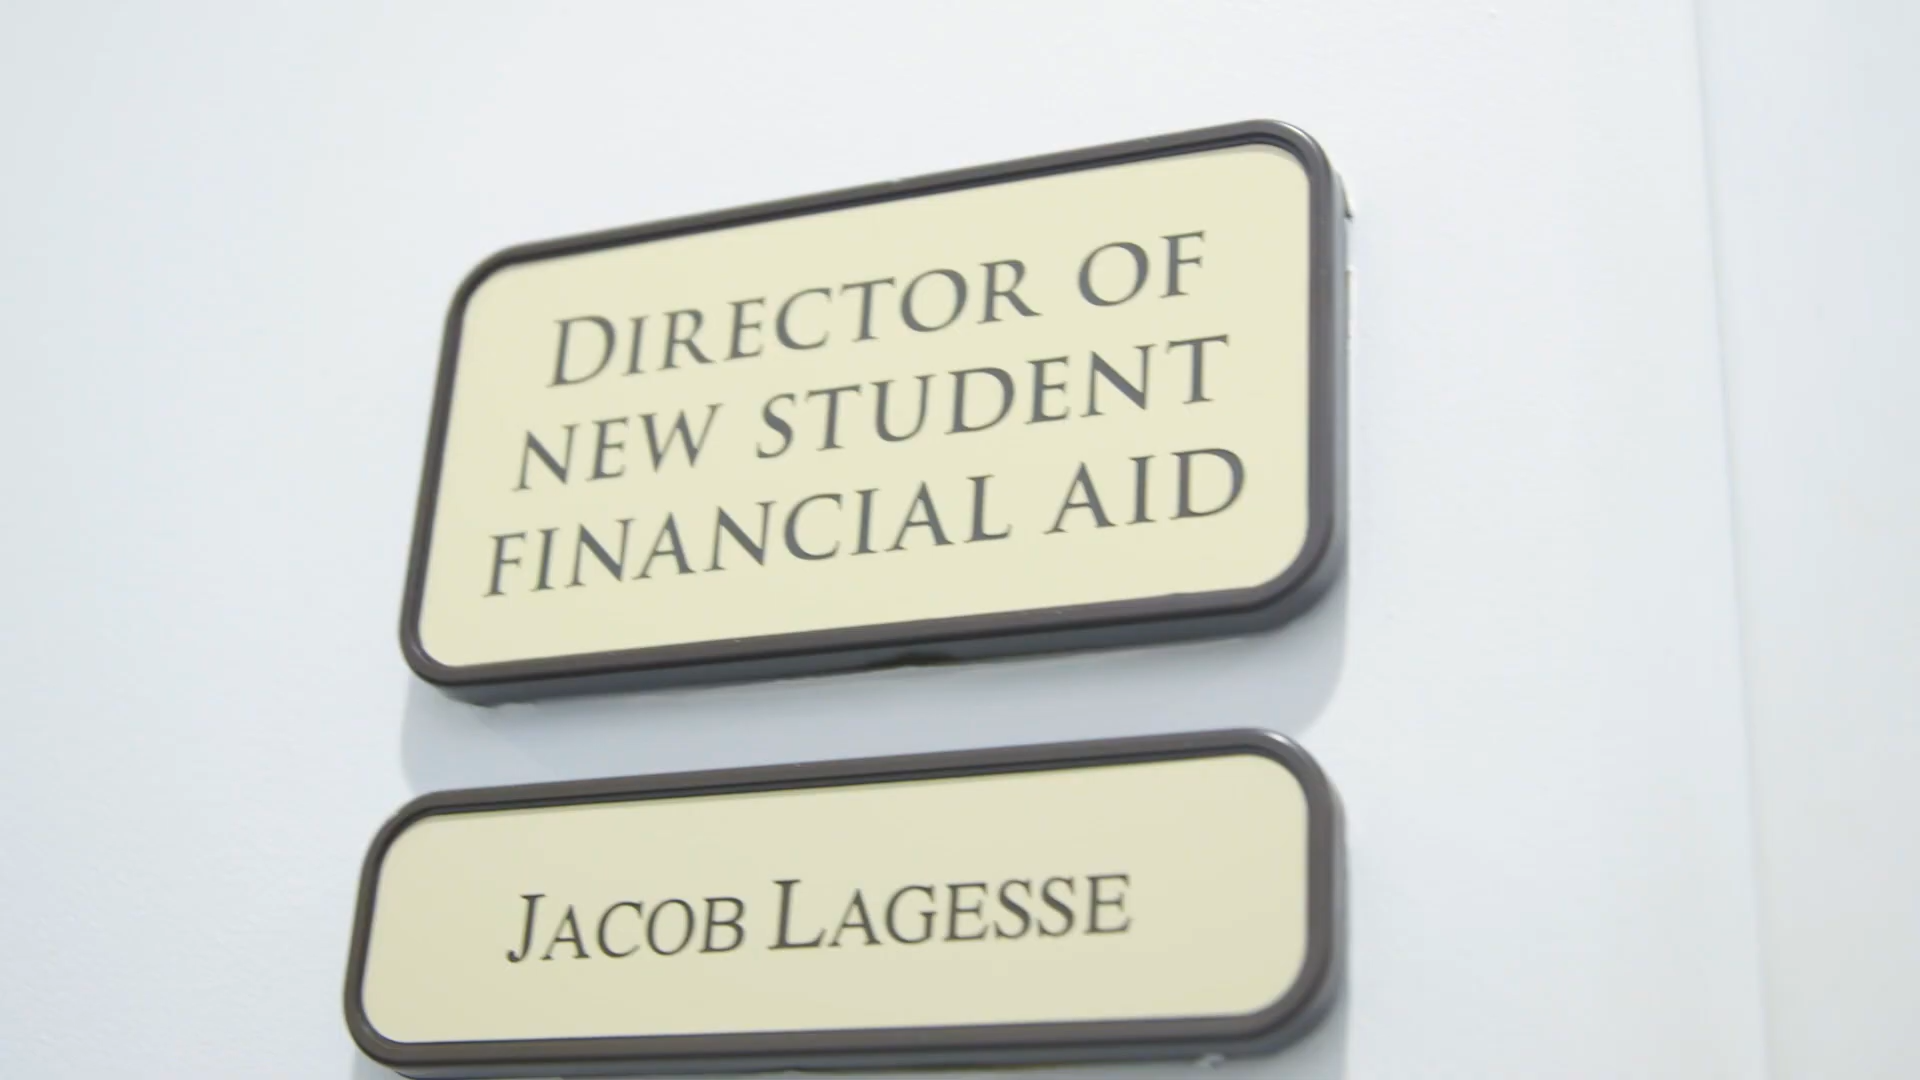 DIRECTOR OF
NEW STUDENT
FINANCIAL AID
JACOB LAGESSE